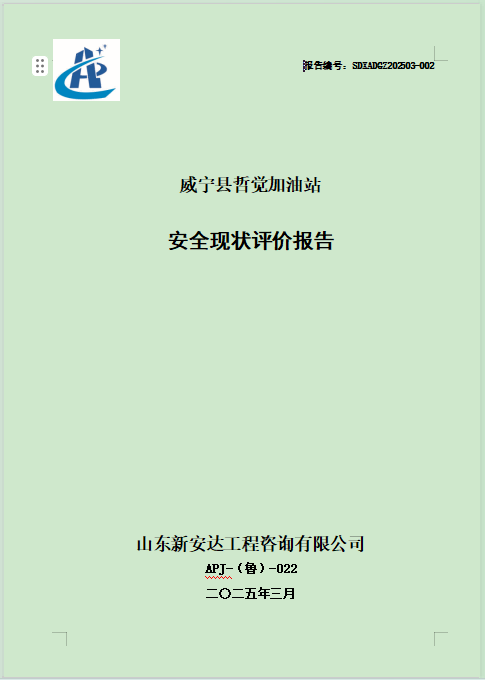 报告编号：SDXADGZ202503-002
威宁县哲觉加油站
安全现状评价报告
山东新安达工程咨询有限公司
APJ-（鲁）-022
二〇二五年三月